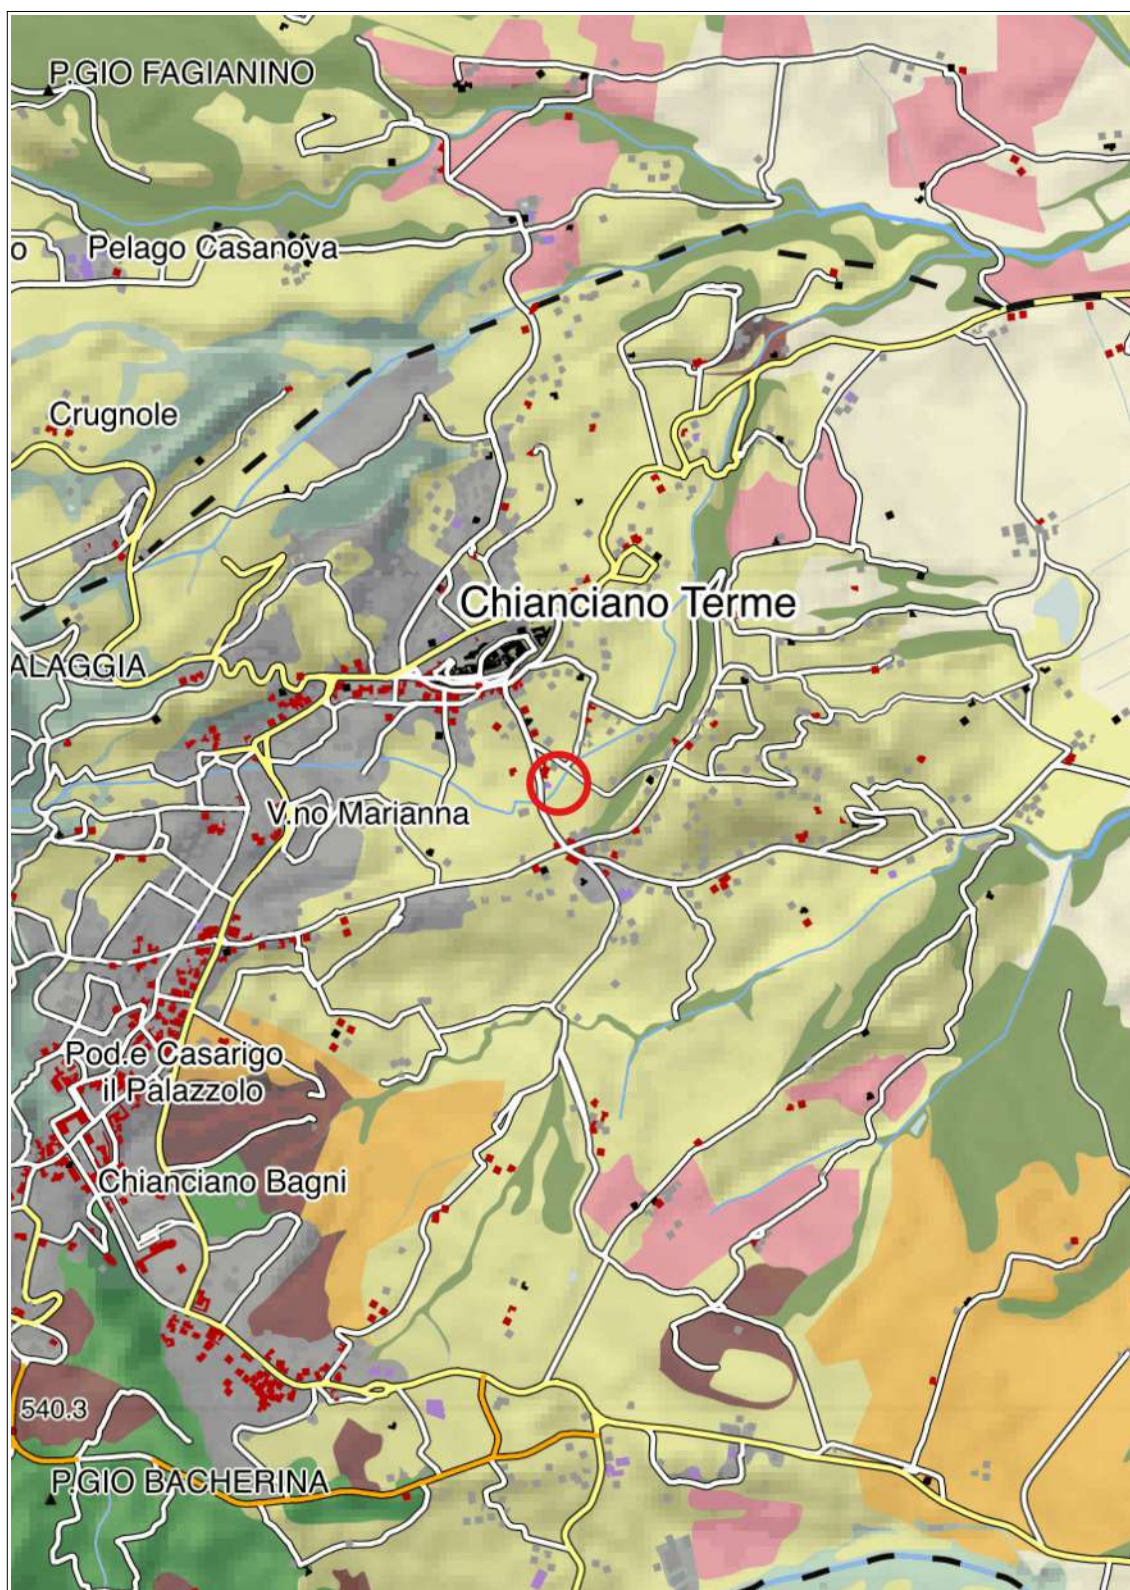 P.GIO FAGIANINO
o
Pelago Casanova
Crugnole
Chianciano Terme
ALAGGIA
V.no Marianna
Pod.e Casarigo
il Palazzolo
Chianciano Bagni
540.3
P.GIO BACHERINA